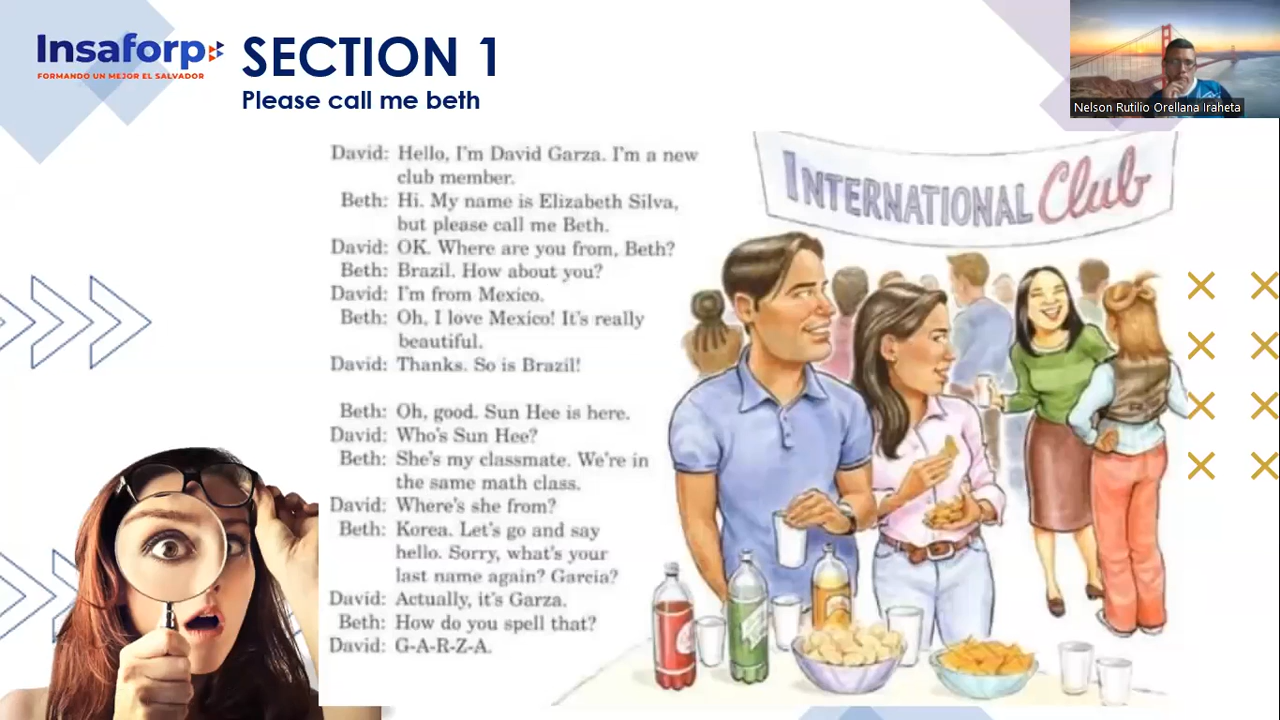 Insaforp
FORMANDO UN MEJOR EL SALVADOR
SECTION 1
Please call me beth
Nelson Rutilio Orellana Iraheta
INTERNATIONAL Club
David: Hello, I'm David Garza. I'm a new
club member.
Beth: Hi. My name is Elizabeth Silva,
but please call me Beth.
David: OK. Where are you from, Beth?
Beth: Brazil. How about you?
David: I'm from Mexico.
Beth: Oh, I love Mexico! It's really
beautiful.
David: Thanks. So is Brazil!
Beth: Oh, good. Sun Hee is here.
David: Who's Sun Hee?
Beth: She's my classmate. We're in
the same math class.
David: Where's she from?
Beth: Korea. Let's go and say
hello. Sorry, what's your
last name again? Garcia?
David: Actually, it's Garza.
Beth: How do you spell that?
David: G-A-R-Z-A.